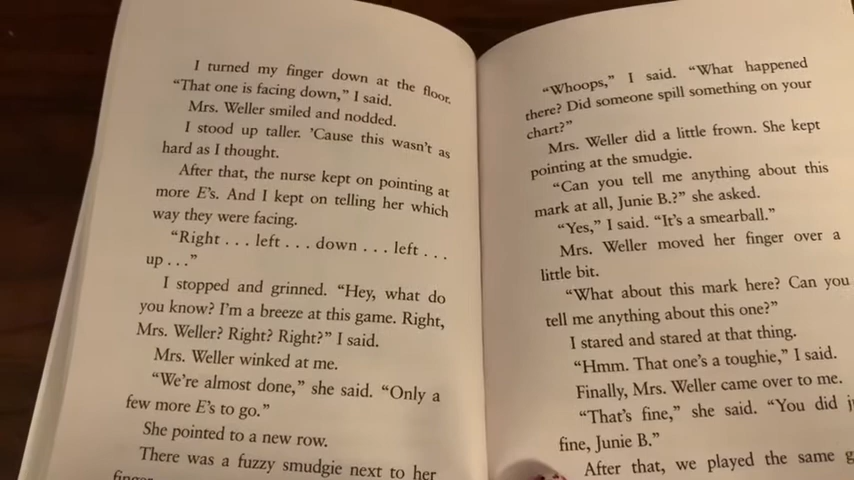 I turned my finger down at the floor.
“That one is facing down,” I said.
Mrs. Weller smiled and nodded.
I stood up taller. ’Cause this wasn’t as
hard as I thought.
After that, the nurse kept on pointing at
more E’s. And I kept on telling her which
way they were facing.
“Right . . . left . . . down . . . left . . .
up . . .”
I stopped and grinned. “Hey, what do
you know? I’m a breeze at this game. Right,
Mrs. Weller? Right? Right?” I said.
Mrs. Weller winked at me.
“We’re almost done,” she said. “Only a
few more E’s to go.”
She pointed to a new row.
There was a fuzzy smudgie next to her
“Whoops,” I said. “What happened
there? Did someone spill something on your
chart?”
Mrs. Weller did a little frown. She kept
pointing at the smudgie.
“Can you tell me anything about this
mark at all, Junie B.?” she asked.
“Yes,” I said. “It’s a smearball.”
Mrs. Weller moved her finger over a
little bit.
“What about this mark here? Can you
tell me anything about this one?”
I stared and stared at that thing.
“Hmm. That one’s a toughie,” I said.
Finally, Mrs. Weller came over to me.
“That’s fine,” she said. “You did
fine, Junie B.”
After that, we played the same